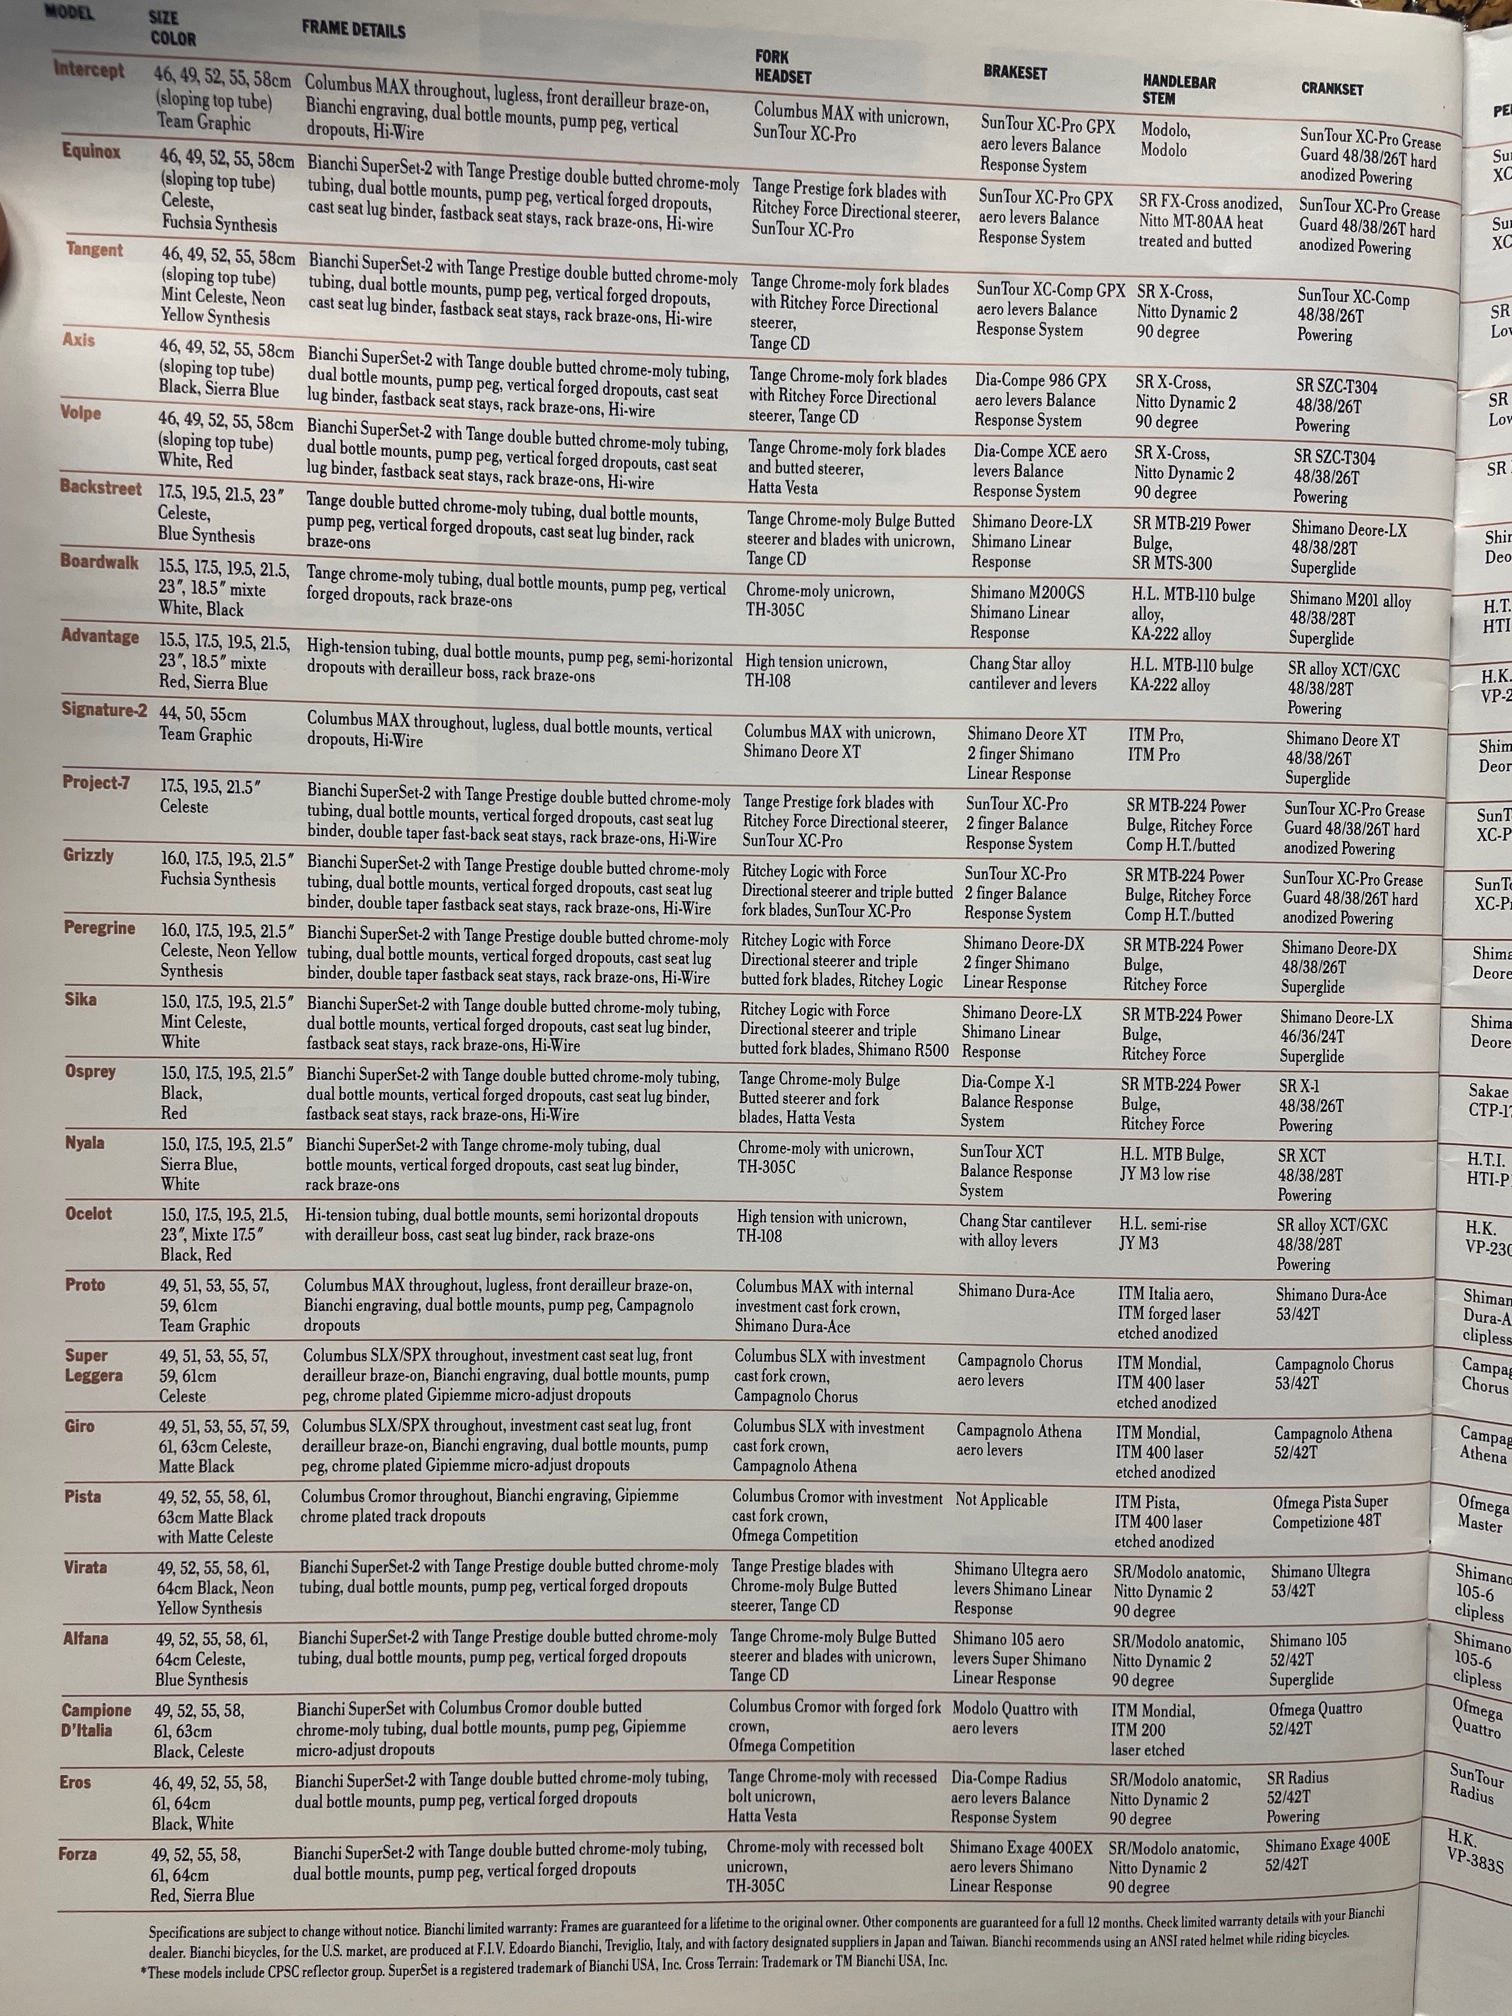 MODEL
SIZE
COLOR
FRAME DETAILS
FORK
HEADSET
BRAKESET
HANDLEBAR
STEM
CRANKSET
Intercept
46, 49, 52, 55, 58cm
(sloping top tube)
Team Graphic
Columbus MAX throughout, lugless, front derailleur braze-on,
Bianchi engraving, dual bottle mounts, pump peg, vertical
dropouts, Hi-Wire
Columbus MAX with unicrown,
SunTour XC-Pro
SunTour XC-Pro GPX
aero levers Balance
Response System
Modolo,
Modolo
SunTour XC-Pro Grease
Guard 48/38/26T hard
anodized Powering
Equinox
46, 49, 52, 55, 58cm
(sloping top tube)
Celeste,
Fuchsia Synthesis
Bianchi SuperSet-2 with Tange Prestige double butted chrome-moly
tubing, dual bottle mounts, pump peg, vertical forged dropouts,
cast seat lug binder, fastback seat stays, rack braze-ons, Hi-wire
Tange Prestige fork blades with
Ritchey Force Directional steerer,
SunTour XC-Pro
SunTour XC-Pro GPX
aero levers Balance
Response System
SR FX-Cross anodized,
Nitto MT-80AA heat
treated and butted
SunTour XC-Pro Grease
Guard 48/38/26T hard
anodized Powering
Tangent
46, 49, 52, 55, 58cm
(sloping top tube)
Mint Celeste, Neon
Yellow Synthesis
Bianchi SuperSet-2 with Tange Prestige double butted chrome-moly
tubing, dual bottle mounts, pump peg, vertical forged dropouts,
cast seat lug binder, fastback seat stays, rack braze-ons, Hi-wire
Tange Chrome-moly fork blades
with Ritchey Force Directional
steerer,
Tange CD
SunTour XC-Comp GPX
aero levers Balance
Response System
SR X-Cross,
Nitto Dynamic 2
90 degree
SunTour XC-Comp
48/38/26T
Powering
Axis
46, 49, 52, 55, 58cm
(sloping top tube)
Black, Sierra Blue
Bianchi SuperSet-2 with Tange double butted chrome-moly tubing,
dual bottle mounts, pump peg, vertical forged dropouts, cast seat
lug binder, fastback seat stays, rack braze-ons, Hi-wire
Tange Chrome-moly fork blades
with Ritchey Force Directional
steerer, Tange CD
Dia-Compe 986 GPX
aero levers Balance
Response System
SR X-Cross,
Nitto Dynamic 2
90 degree
SR SZC-T304
48/38/26T
Powering
Volpe
46, 49, 52, 55, 58cm
(sloping top tube)
White, Red
Bianchi SuperSet-2 with Tange double butted chrome-moly tubing,
dual bottle mounts, pump peg, vertical forged dropouts, cast seat
lug binder, fastback seat stays, rack braze-ons, Hi-wire
Tange Chrome-moly fork blades
and butted steerer,
Hatta Vesta
Dia-Compe XCE aero
levers Balance
Response System
SR X-Cross,
Nitto Dynamic 2
90 degree
SR SZC-T304
48/38/26T
Powering
Backstreet
17.5, 19.5, 21.5, 23"
Celeste,
Blue Synthesis
Tange double butted chrome-moly tubing, dual bottle mounts,
pump peg, vertical forged dropouts, cast seat lug binder, rack
braze-ons
Tange Chrome-moly Bulge Butted
steerer and blades with unicrown,
Tange CD
Shimano Deore-LX
Shimano Linear
Response
SR MTB-219 Power
Bulge,
SR MTS-300
Shimano Deore-LX
48/38/28T
Superglide
Boardwalk
15.5, 17.5, 19.5, 21.5,
23", 18.5" mixte
White, Black
Tange chrome-moly tubing, dual bottle mounts, pump peg, vertical
forged dropouts, rack braze-ons
Chrome-moly unicrown,
TH-305C
Shimano M200GS
Shimano Linear
Response
H.L. MTB-110 bulge
alloy,
KA-222 alloy
Shimano M201 alloy
48/38/28T
Superglide
Advantage
15.5, 17.5, 19.5, 21.5,
23", 18.5" mixte
Red, Sierra Blue
High-tension tubing, dual bottle mounts, pump peg, semi-horizontal
dropouts with derailleur boss, rack braze-ons
High tension unicrown,
TH-108
Chang Star alloy
cantilever and levers
H.L. MTB-110 bulge
KA-222 alloy
SR alloy XCT/GXC
48/38/28T
Powering
Signature-2
44, 50, 55cm
Team Graphic
Columbus MAX throughout, lugless, dual bottle mounts, vertical
dropouts, Hi-Wire
Columbus MAX with unicrown,
Shimano Deore XT
Shimano Deore XT
2 finger Shimano
Linear Response
ITM Pro,
ITM Pro
Shimano Deore XT
48/38/26T
Superglide
Project-7
17.5, 19.5, 21.5"
Celeste
Bianchi SuperSet-2 with Tange Prestige double butted chrome-moly
tubing, dual bottle mounts, vertical forged dropouts, cast seat lug
binder, double taper fast-back seat stays, rack braze-ons, Hi-Wire
Tange Prestige fork blades with
Ritchey Force Directional steerer,
SunTour XC-Pro
SunTour XC-Pro
2 finger Balance
Response System
SR MTB-224 Power
Bulge, Ritchey Force
Comp H.T./butted
SunTour XC-Pro Grease
Guard 48/38/26T hard
anodized Powering
Grizzly
16.0, 17.5, 19.5, 21.5"
Fuchsia Synthesis
Bianchi SuperSet-2 with Tange Prestige double butted chrome-moly
tubing, dual bottle mounts, vertical forged dropouts, cast seat lug
binder, double taper fastback seat stays, rack braze-ons, Hi-Wire
Ritchey Logic with Force
Directional steerer and triple butted
fork blades, SunTour XC-Pro
SunTour XC-Pro
2 finger Balance
Response System
SR MTB-224 Power
Bulge, Ritchey Force
Comp H.T./butted
SunTour XC-Pro Grease
Guard 48/38/26T hard
anodized Powering
Peregrine
16.0, 17.5, 19.5, 21.5"
Celeste, Neon Yellow
Synthesis
Bianchi SuperSet-2 with Tange Prestige double butted chrome-moly
tubing, dual bottle mounts, vertical forged dropouts, cast seat lug
binder, double taper fastback seat stays, rack braze-ons, Hi-Wire
Ritchey Logic with Force
Directional steerer and triple
butted fork blades, Ritchey Logic
Shimano Deore-DX
2 finger Shimano
Linear Response
SR MTB-224 Power
Bulge,
Ritchey Force
Shimano Deore-DX
48/38/26T
Superglide
Sika
15.0, 17.5, 19.5, 21.5"
Mint Celeste,
White
Bianchi SuperSet-2 with Tange double butted chrome-moly tubing,
dual bottle mounts, vertical forged dropouts, cast seat lug binder,
fastback seat stays, rack braze-ons, Hi-Wire
Ritchey Logic with Force
Directional steerer and triple
butted fork blades, Shimano R500
Shimano Deore-LX
Shimano Linear
Response
SR MTB-224 Power
Bulge,
Ritchey Force
Shimano Deore-LX
46/36/24T
Superglide
Osprey
15.0, 17.5, 19.5, 21.5"
Black,
Red
Bianchi SuperSet-2 with Tange double butted chrome-moly tubing,
dual bottle mounts, vertical forged dropouts, cast seat lug binder,
fastback seat stays, rack braze-ons, Hi-Wire
Tange Chrome-moly Bulge
Butted steerer and fork
blades, Hatta Vesta
Dia-Compe X-1
Balance Response
System
SR MTB-224 Power
Bulge,
Ritchey Force
SR X-1
48/38/26T
Powering
Nyala
15.0, 17.5, 19.5, 21.5"
Sierra Blue,
White
Bianchi SuperSet-2 with Tange chrome-moly tubing, dual
bottle mounts, vertical forged dropouts, cast seat lug binder,
rack braze-ons
Chrome-moly with unicrown,
TH-305C
SunTour XCT
Balance Response
System
H.L. MTB Bulge,
JY M3 low rise
SR XCT
48/38/28T
Powering
Ocelot
15.0, 17.5, 19.5, 21.5,
23", Mixte 17.5"
Black, Red
Hi-tension tubing, dual bottle mounts, semi horizontal dropouts
with derailleur boss, cast seat lug binder, rack braze-ons
High tension with unicrown,
TH-108
Chang Star cantilever
with alloy levers
H.L. semi-rise
JY M3
SR alloy XCT/GXC
48/38/28T
Powering
Proto
49, 51, 53, 55, 57,
59, 61cm
Team Graphic
Columbus MAX throughout, lugless, front derailleur braze-on,
Bianchi engraving, dual bottle mounts, pump peg, Campagnolo
dropouts
Columbus MAX with internal
investment cast fork crown,
Shimano Dura-Ace
Shimano Dura-Ace
ITM Italia aero,
ITM forged laser
etched anodized
Shimano Dura-Ace
53/42T
Super
Leggera
49, 51, 53, 55, 57,
59, 61cm
Celeste
Columbus SLX/SPX throughout, investment cast seat lug, front
derailleur braze-on, Bianchi engraving, dual bottle mounts, pump
peg, chrome plated Gipiemme micro-adjust dropouts
Columbus SLX with investment
cast fork crown,
Campagnolo Chorus
Campagnolo Chorus
aero levers
ITM Mondial,
ITM 400 laser
etched anodized
Campagnolo Chorus
53/42T
Giro
49, 51, 53, 55, 57, 59,
61, 63cm Celeste,
Matte Black
Columbus SLX/SPX throughout, investment cast seat lug, front
derailleur braze-on, Bianchi engraving, dual bottle mounts, pump
peg, chrome plated Gipiemme micro-adjust dropouts
Columbus SLX with investment
cast fork crown,
Campagnolo Athena
Campagnolo Athena
aero levers
ITM Mondial,
ITM 400 laser
etched anodized
Campagnolo Athena
52/42T
Pista
49, 52, 55, 58, 61,
63cm Matte Black
with Matte Celeste
Columbus Cromor throughout, Bianchi engraving, Gipiemme
chrome plated track dropouts
Columbus Cromor with investment
cast fork crown,
Ofmega Competition
Not Applicable
ITM Pista,
ITM 400 laser
etched anodized
Ofmega Pista Super
Competizione 48T
Virata
49, 52, 55, 58, 61,
64cm Black, Neon
Yellow Synthesis
Bianchi SuperSet-2 with Tange Prestige double butted chrome-moly
tubing, dual bottle mounts, pump peg, vertical forged dropouts
Tange Prestige blades with
Chrome-moly Bulge Butted
steerer, Tange CD
Shimano Ultegra aero
levers Shimano Linear
Response
SR/Modolo anatomic,
Nitto Dynamic 2
90 degree
Shimano Ultegra
53/42T
Alfana
49, 52, 55, 58, 61,
64cm Celeste,
Blue Synthesis
Bianchi SuperSet-2 with Tange Prestige double butted chrome-moly
tubing, dual bottle mounts, pump peg, vertical forged dropouts
Tange Chrome-moly Bulge Butted
steerer and blades with unicrown,
Tange CD
Shimano 105 aero
levers Super Shimano
Linear Response
SR/Modolo anatomic,
Nitto Dynamic 2
90 degree
Shimano 105
52/42T
Superglide
Campione
D'Italia
49, 52, 55, 58,
61, 63cm
Black, Celeste
Bianchi SuperSet with Columbus Cromor double butted
chrome-moly tubing, dual bottle mounts, pump peg, Gipiemme
micro-adjust dropouts
Columbus Cromor with forged fork
crown,
Ofmega Competition
Modolo Quattro with
aero levers
ITM Mondial,
ITM 200
laser etched
Ofmega Quattro
52/42T
Eros
46, 49, 52, 55, 58,
61, 64cm
Black, White
Bianchi SuperSet-2 with Tange double butted chrome-moly tubing,
dual bottle mounts, pump peg, vertical forged dropouts
Tange Chrome-moly with recessed
bolt unicrown,
Hatta Vesta
Dia-Compe Radius
aero levers Balance
Response System
SR/Modolo anatomic,
Nitto Dynamic 2
90 degree
SR Radius
52/42T
Powering
Forza
49, 52, 55, 58,
61, 64cm
Red, Sierra Blue
Bianchi SuperSet-2 with Tange double butted chrome-moly tubing,
dual bottle mounts, pump peg, vertical forged dropouts
Chrome-moly with recessed bolt
unicrown,
TH-305C
Shimano Exage 400EX
aero levers Shimano
Linear Response
SR/Modolo anatomic,
Nitto Dynamic 2
90 degree
Shimano Exage 400E
52/42T
Specifications are subject to change without notice. Bianchi limited warranty: Frames are guaranteed for a lifetime to the original owner. Other components are guaranteed for a full 12 months. Check limited warranty details with your Bianchi
dealer. Bianchi bicycles, for the U.S. market, are produced at F.I.V. Edoardo Bianchi, Treviglio, Italy, and with factory designated suppliers in Japan and Taiwan. Bianchi recommends using an ANSI rated helmet while riding bicycles.
*These models include CPSC reflector group. SuperSet is a registered trademark of Bianchi USA, Inc. Cross Terrain: Trademark or TM Bianchi USA, Inc.